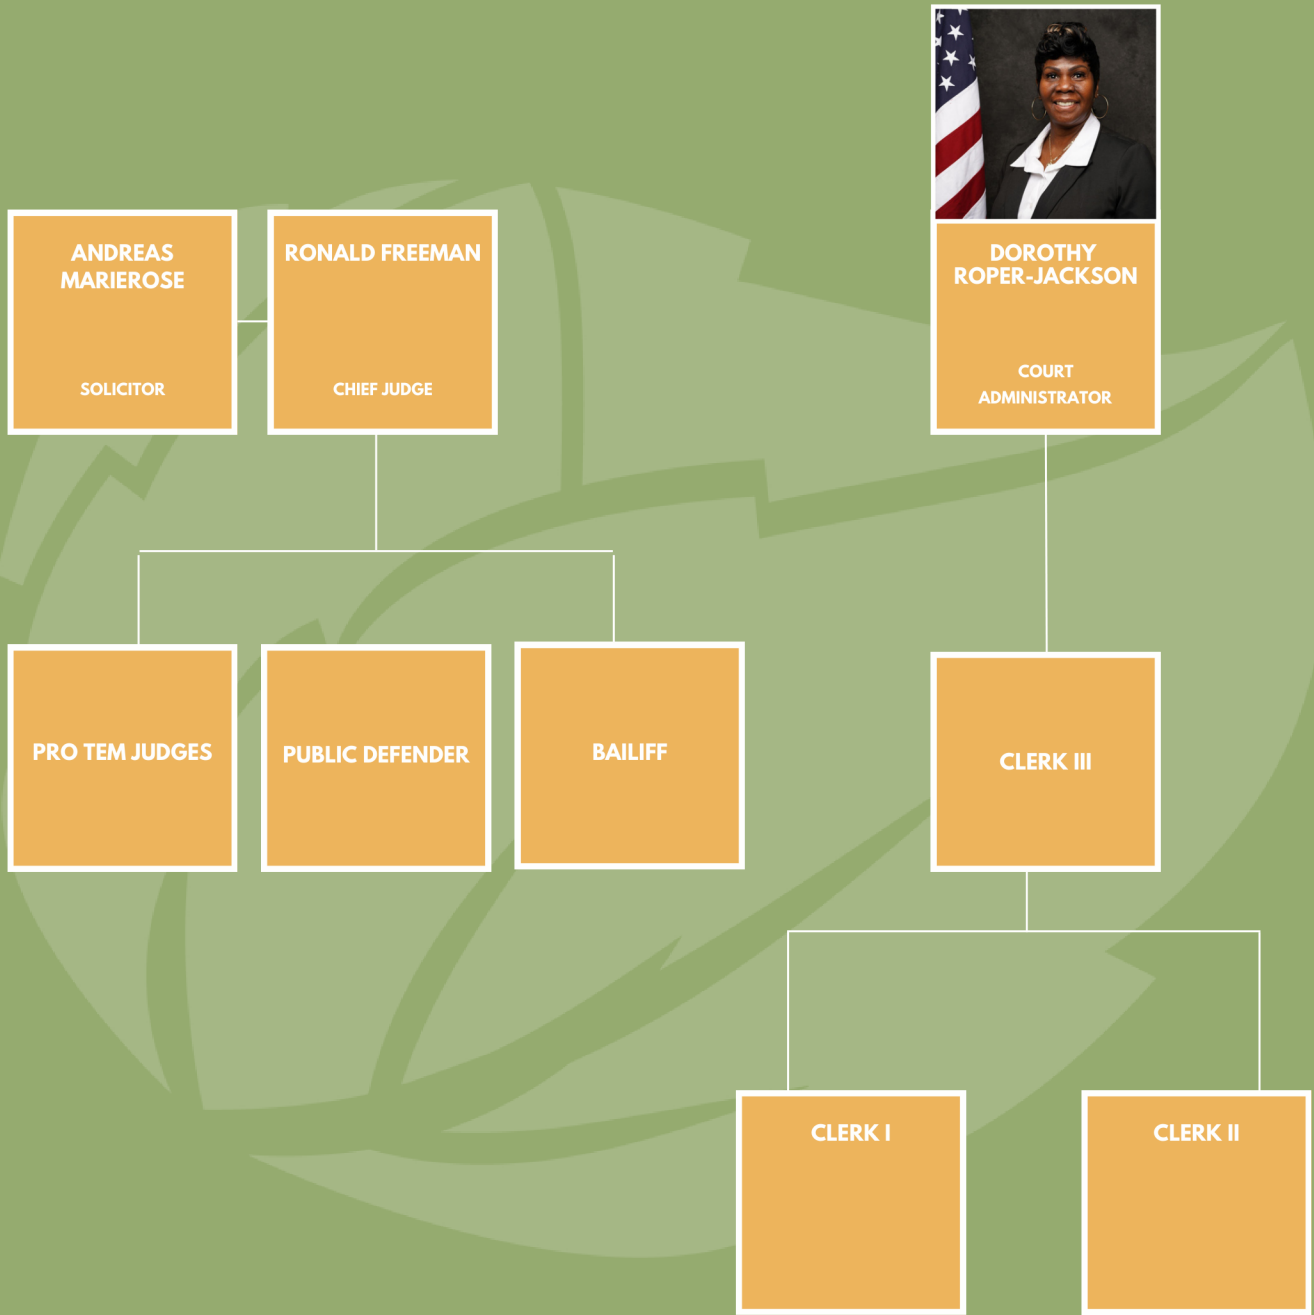 ANDREAS
MARIEROSE
SOLICITOR
RONALD FREEMAN
CHIEF JUDGE
DOROTHY
ROPER-JACKSON
COURT
ADMINISTRATOR
PRO TEM JUDGES
PUBLIC DEFENDER
BAILIFF
CLERK III
CLERK I
CLERK II